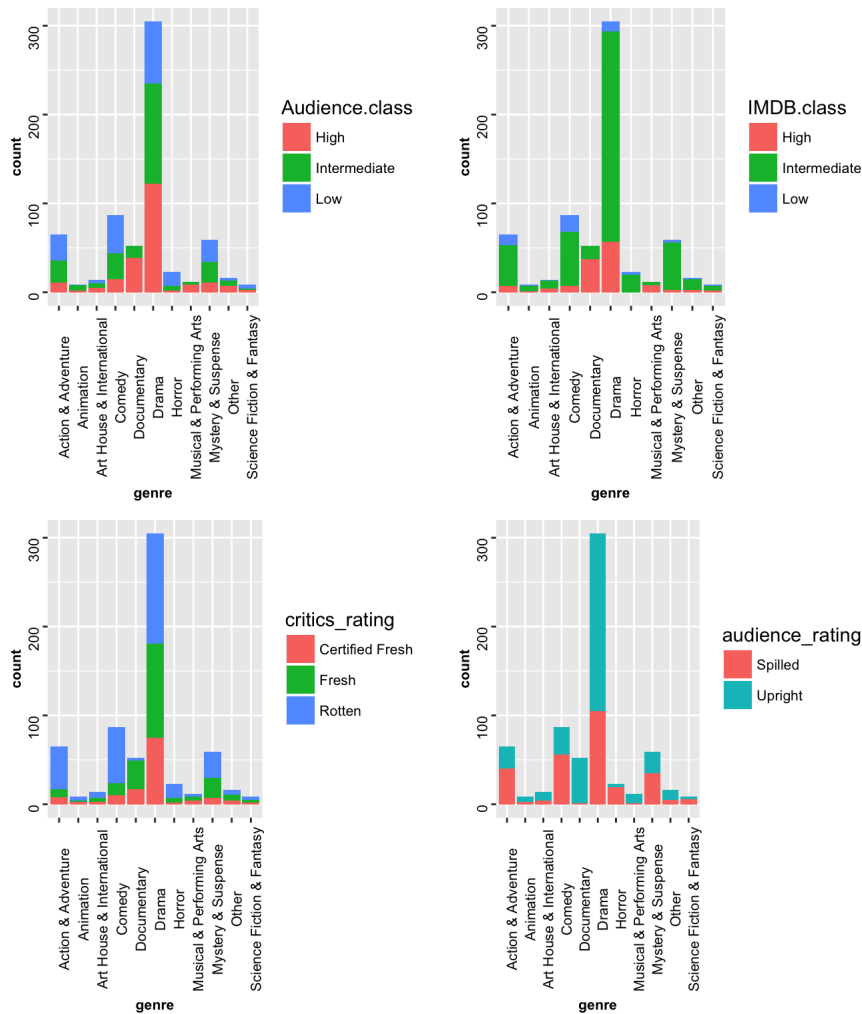 300
200
100
0
count
Action & Adventure
Animation
Art House & International
Comedy
Documentary
Drama
Horror
Musical & Performing Arts
Mystery & Suspense
Other
Science Fiction & Fantasy
genre
Audience.class
High
Intermediate
Low
300
200
100
0
count
Action & Adventure
Animation
Art House & International
Comedy
Documentary
Drama
Horror
Musical & Performing Arts
Mystery & Suspense
Other
Science Fiction & Fantasy
genre
IMDB.class
High
Intermediate
Low
300
200
100
0
count
Action & Adventure
Animation
Art House & International
Comedy
Documentary
Drama
Horror
Musical & Performing Arts
Mystery & Suspense
Other
Science Fiction & Fantasy
genre
critics_rating
Certified Fresh
Fresh
Rotten
300
200
100
0
count
Action & Adventure
Animation
Art House & International
Comedy
Documentary
Drama
Horror
Musical & Performing Arts
Mystery & Suspense
Other
Science Fiction & Fantasy
genre
audience_rating
Spilled
Upright